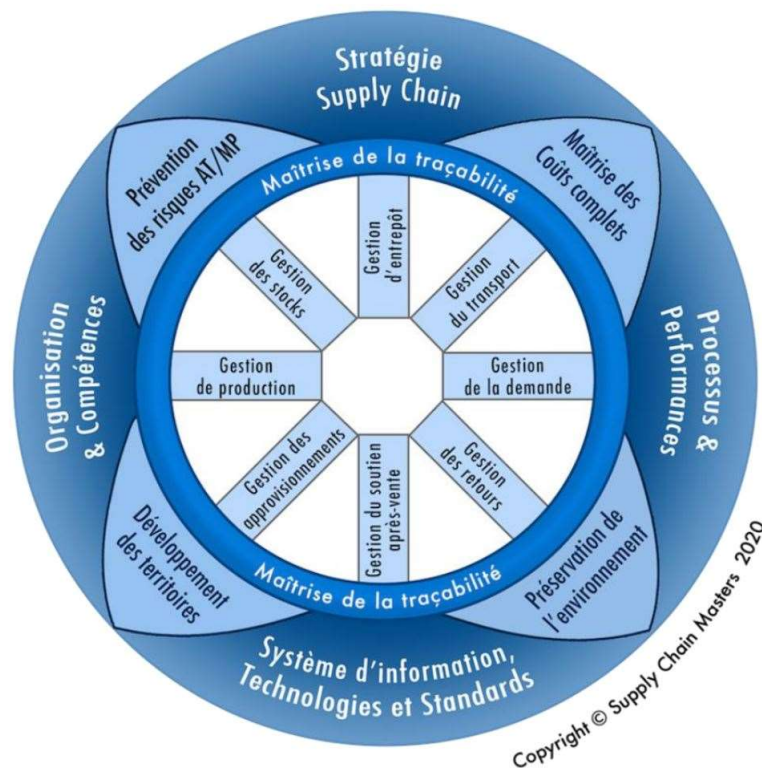 Stratégie
Supply Chain
Prévention
des risques AT/MP
Maîtrise des
Coûts complets
Maîtrise de la traçabilité
Gestion
des stocks
Gestion
d'entrepôt
Gestion
du transport
Organisation
& Compétences
Gestion
de production
Gestion
de la demande
Processus &
Performances
Gestion des
approvisionnements
Gestion du soutien
après-vente
Gestion
des retours
Développement
des territoires
Maîtrise de la traçabilité
Préservation de
l'environnement
Système d'information,
Technologies et Standards
Copyright © Supply Chain Masters 2020